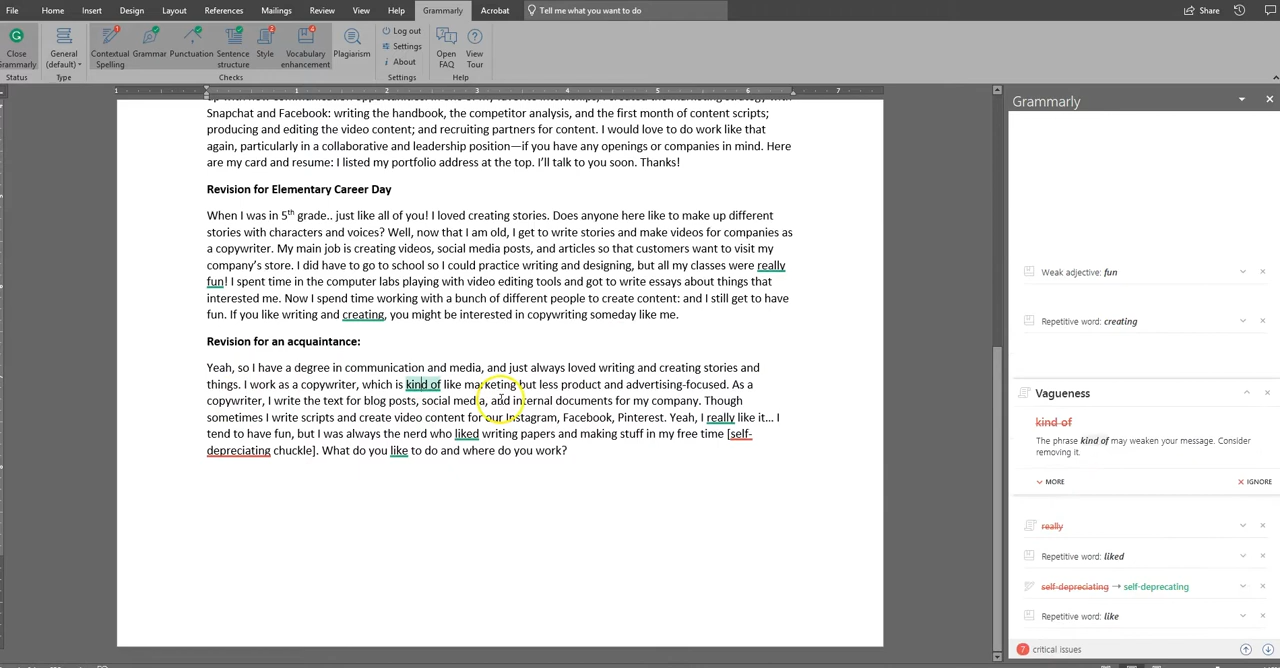 File Home Insert Design Layout References Mailings Review View Help Grammarly Acrobat Tell me what you want to do Share
Close Grammarly
Status
General (default)
Type
Contextual Spelling 1
Grammar
Punctuation
Sentence structure
Style 2
Vocabulary enhancement 4
Checks
Plagiarism
Log out
Settings
About
Settings
Open FAQ
View Tour
Help
1 1 2 3 4 5 6 7
Snapchat and Facebook: writing the handbook, the competitor analysis, and the first month of content scripts;
producing and editing the video content; and recruiting partners for content. I would love to do work like that
again, particularly in a collaborative and leadership position—if you have any openings or companies in mind. Here
are my card and resume: I listed my portfolio address at the top. I'll talk to you soon. Thanks!
Revision for Elementary Career Day
When I was in 5th grade.. just like all of you! I loved creating stories. Does anyone here like to make up different
stories with characters and voices? Well, now that I am old, I get to write stories and make videos for companies as
a copywriter. My main job is creating videos, social media posts, and articles so that customers want to visit my
company's store. I did have to go to school so I could practice writing and designing, but all my classes were really
fun! I spent time in the computer labs playing with video editing tools and got to write essays about things that
interested me. Now I spend time working with a bunch of different people to create content: and I still get to have
fun. If you like writing and creating, you might be interested in copywriting someday like me.
Revision for an acquaintance:
Yeah, so I have a degree in communication and media, and just always loved writing and creating stories and
things. I work as a copywriter, which is kind of like marketing but less product and advertising-focused. As a
copywriter, I write the text for blog posts, social media, and internal documents for my company. Though
sometimes I write scripts and create video content for our Instagram, Facebook, Pinterest. Yeah, I really like it... I
tend to have fun, but I was always the nerd who liked writing papers and making stuff in my free time [self-
depreciating chuckle]. What do you like to do and where do you work?
Grammarly
Weak adjective: fun
Repetitive word: creating
Vagueness
kind of
The phrase kind of may weaken your message. Consider
removing it.
MORE IGNORE
really
Repetitive word: liked
self-depreciating → self-deprecating
Repetitive word: like
7 critical issues